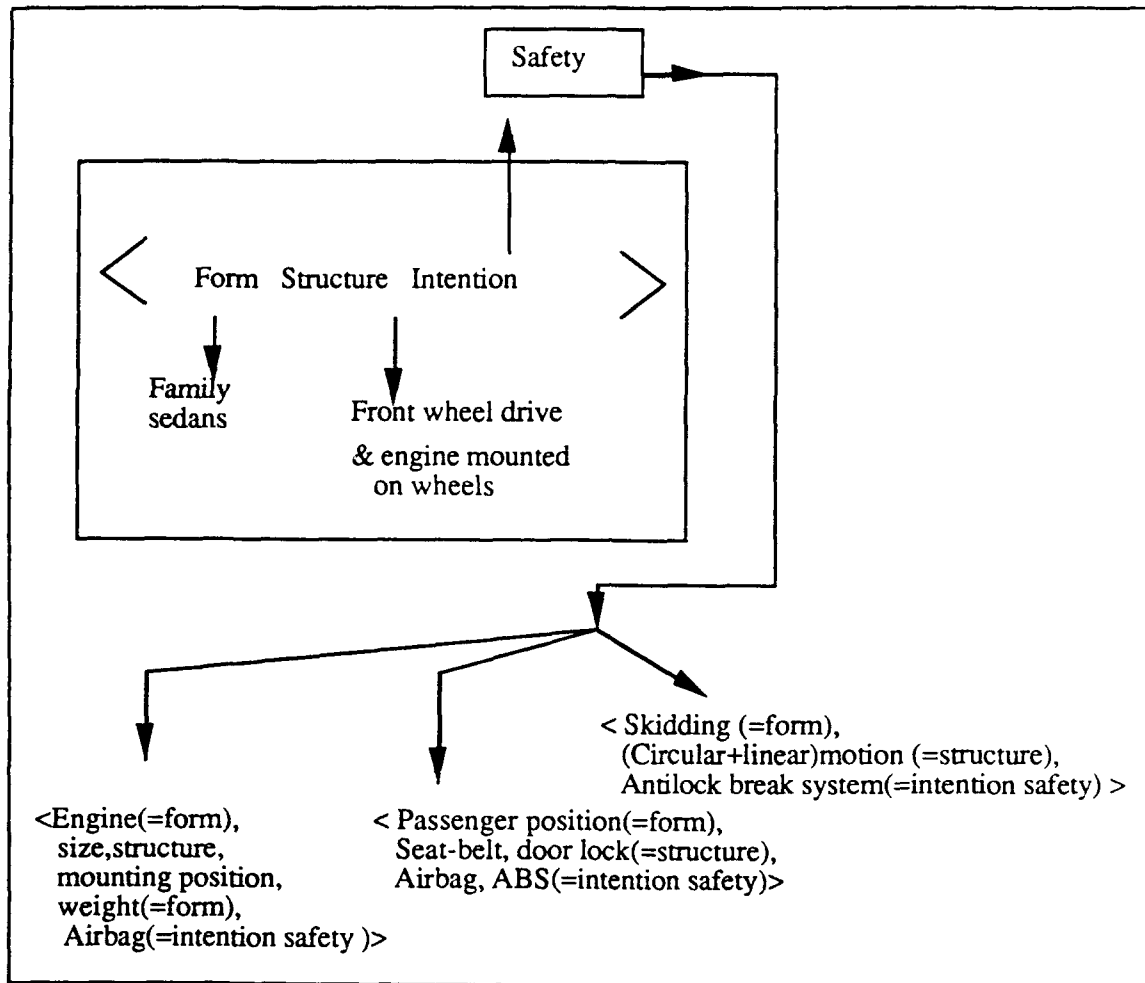 Safety
Form Structure Intention
Family
sedans
Front wheel drive
& engine mounted
on wheels
< Skidding (=form),
(Circular+linear)motion (=structure),
Antilock break system(=intention safety) >
<Engine(=form),
size,structure,
mounting position,
weight(=form),
Airbag(=intention safety )>
< Passenger position(=form),
Seat-belt, door lock(=structure),
Airbag, ABS(=intention safety)>